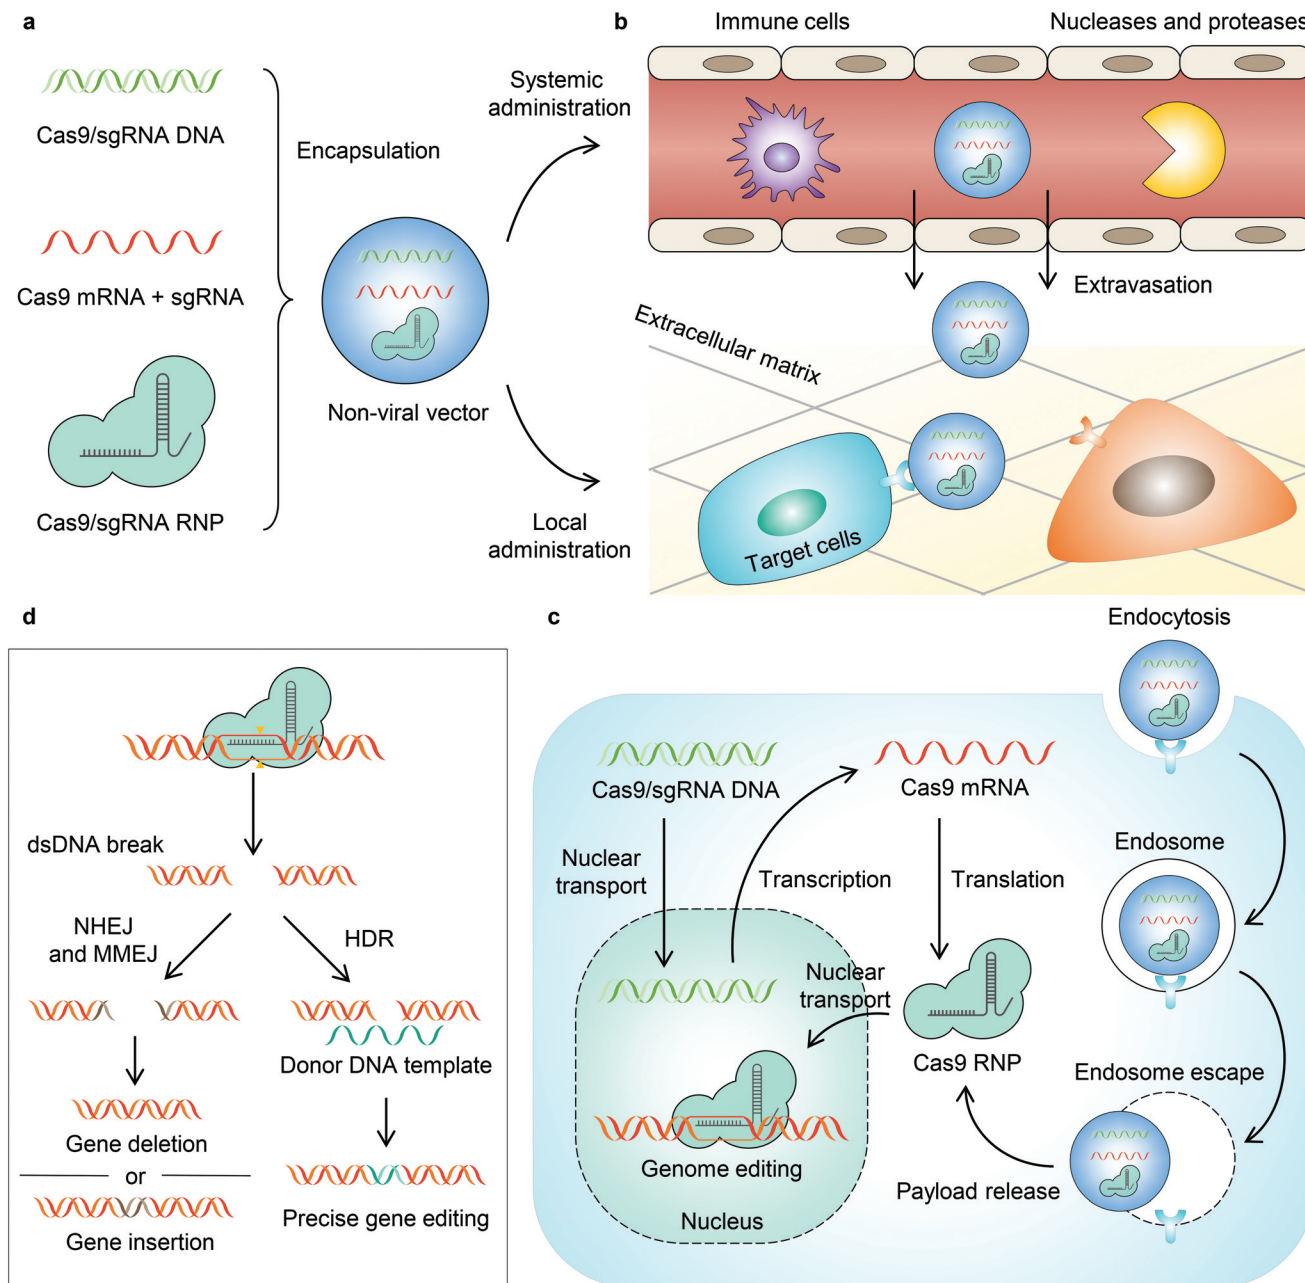 a
Cas9/sgRNA DNA
Cas9 mRNA + sgRNA
Cas9/sgRNA RNP
Encapsulation
Non-viral vector
Systemic
administration
Local
administration
b
Immune cells
Nucleases and proteases
Extravasation
Extracellular matrix
Target cells
d
dsDNA break
NHEJ
and MMEJ
HDR
Donor DNA template
Gene deletion
or
Gene insertion
Precise gene editing
c
Endocytosis
Cas9/sgRNA DNA
Cas9 mRNA
Nuclear
transport
Transcription
Translation
Endosome
Nuclear
transport
Cas9 RNP
Endosome escape
Genome editing
Payload release
Nucleus